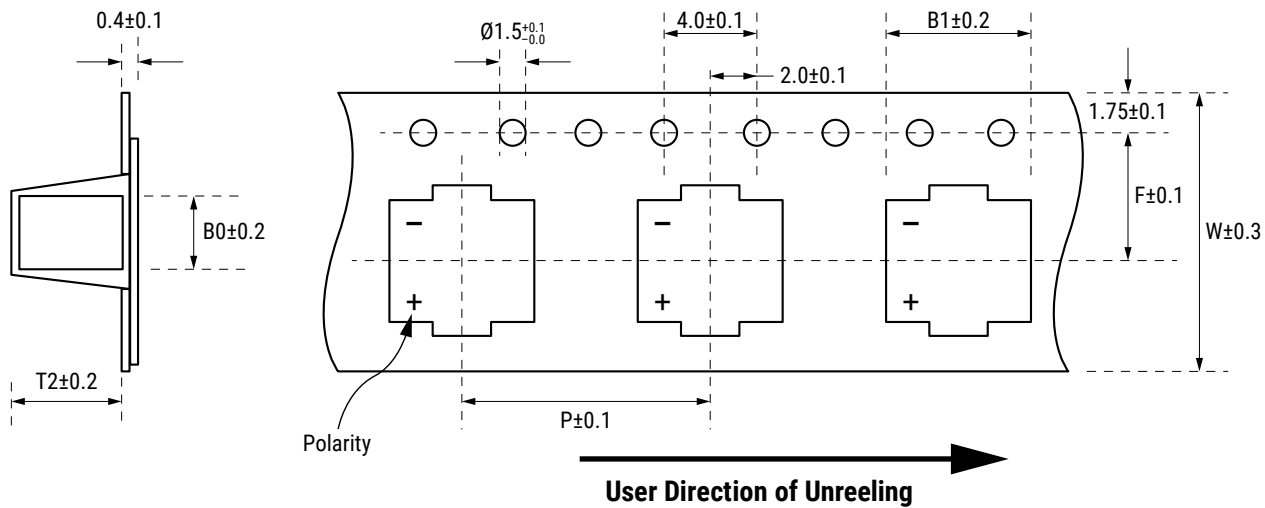 0.4±0.1
Ø1.5+0.1
−0.0
4.0±0.1
B1±0.2
2.0±0.1
1.75±0.1
B0±0.2
F±0.1
W±0.3
− − −
+ + +
T2±0.2
P±0.1
Polarity
User Direction of Unreeling